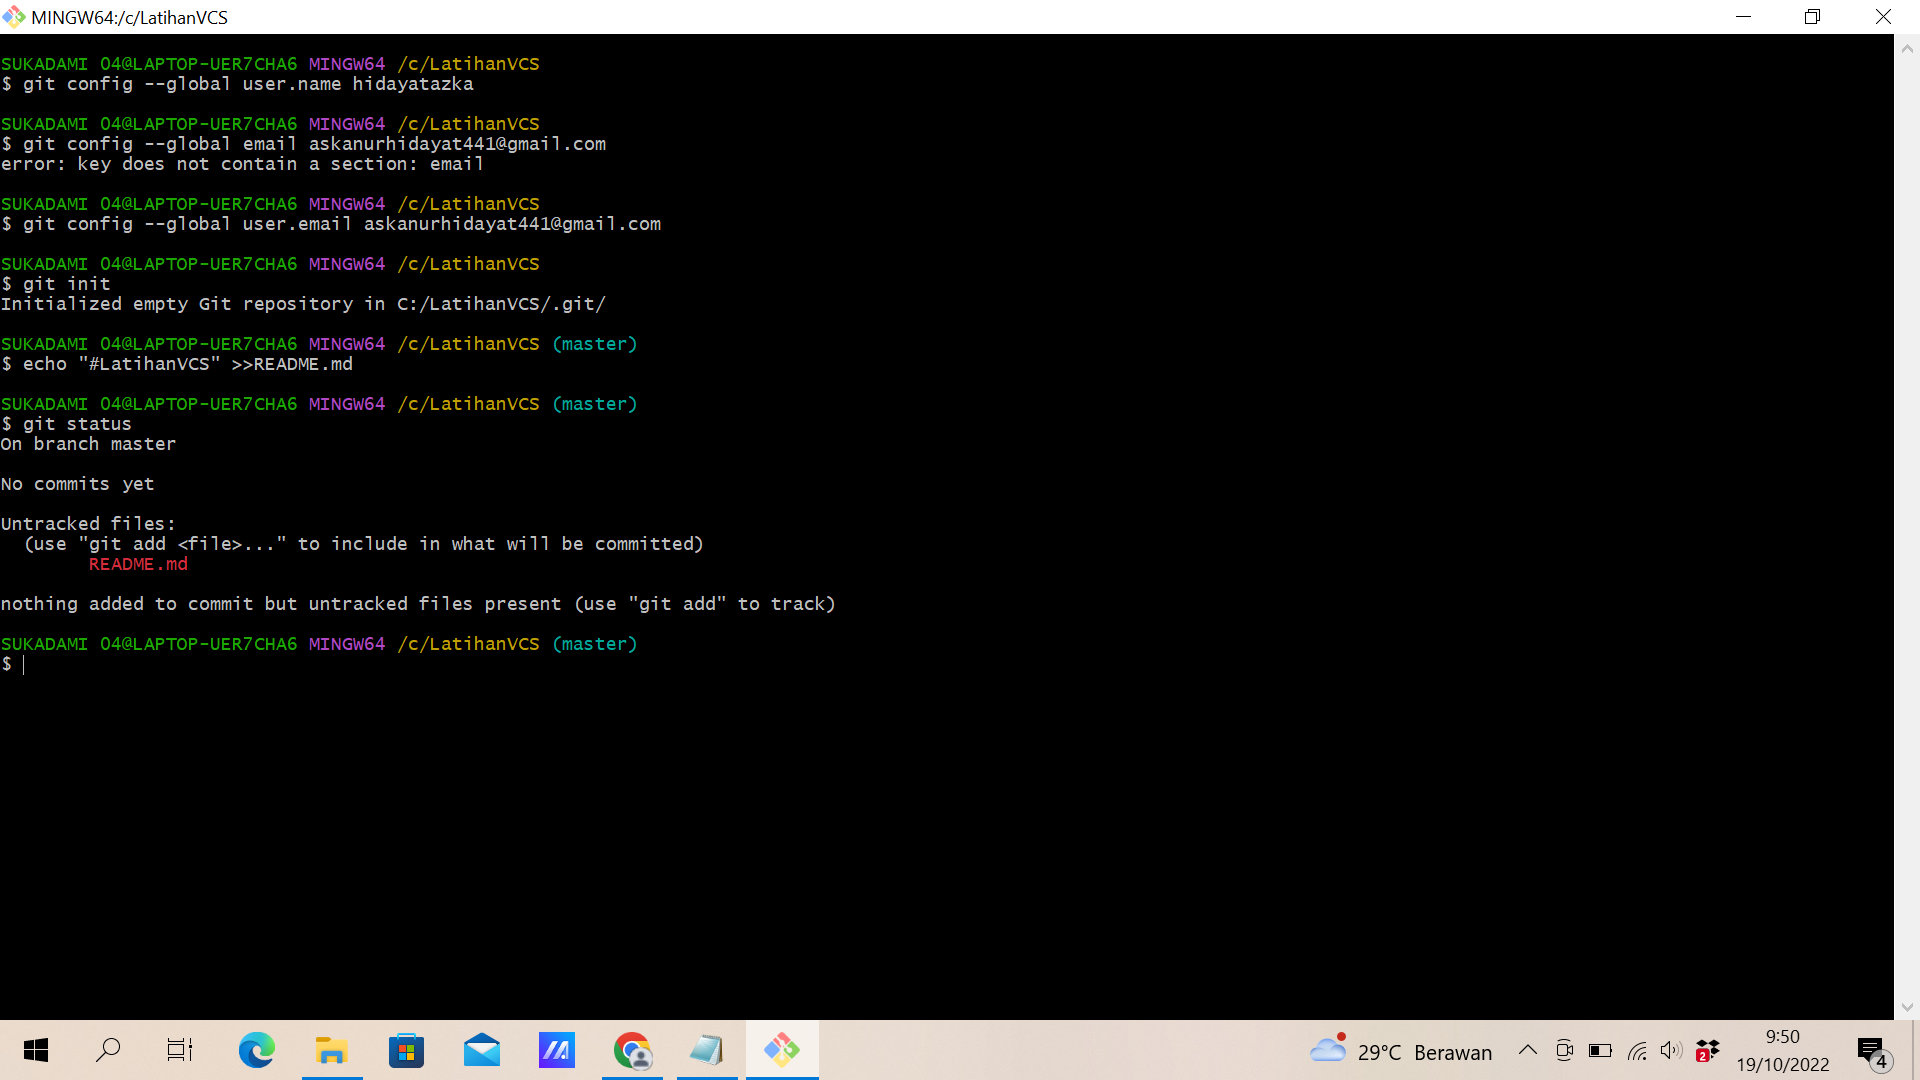 MINGW64:/c/LatihanVCS
SUKADAMI 04@LAPTOP-UER7CHA6 MINGW64 /c/LatihanVCS
$ git config --global user.name hidayatazka
SUKADAMI 04@LAPTOP-UER7CHA6 MINGW64 /c/LatihanVCS
$ git config --global email askanurhidayat441@gmail.com
error: key does not contain a section: email
SUKADAMI 04@LAPTOP-UER7CHA6 MINGW64 /c/LatihanVCS
$ git config --global user.email askanurhidayat441@gmail.com
SUKADAMI 04@LAPTOP-UER7CHA6 MINGW64 /c/LatihanVCS
$ git init
Initialized empty Git repository in C:/LatihanVCS/.git/
SUKADAMI 04@LAPTOP-UER7CHA6 MINGW64 /c/LatihanVCS (master)
$ echo "#LatihanVCS" >>README.md
SUKADAMI 04@LAPTOP-UER7CHA6 MINGW64 /c/LatihanVCS (master)
$ git status
On branch master
No commits yet
Untracked files:
(use "git add <file>..." to include in what will be committed)
README.md
nothing added to commit but untracked files present (use "git add" to track)
SUKADAMI 04@LAPTOP-UER7CHA6 MINGW64 /c/LatihanVCS (master)
$
29°C Berawan
2
9:50
19/10/2022
4